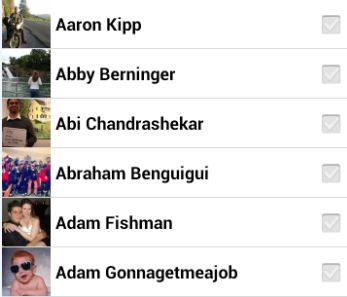 Aaron Kipp
Abby Berninger
Abi Chandrashekar
Abraham Benguigui
Adam Fishman
Adam Gonnagetmeajob